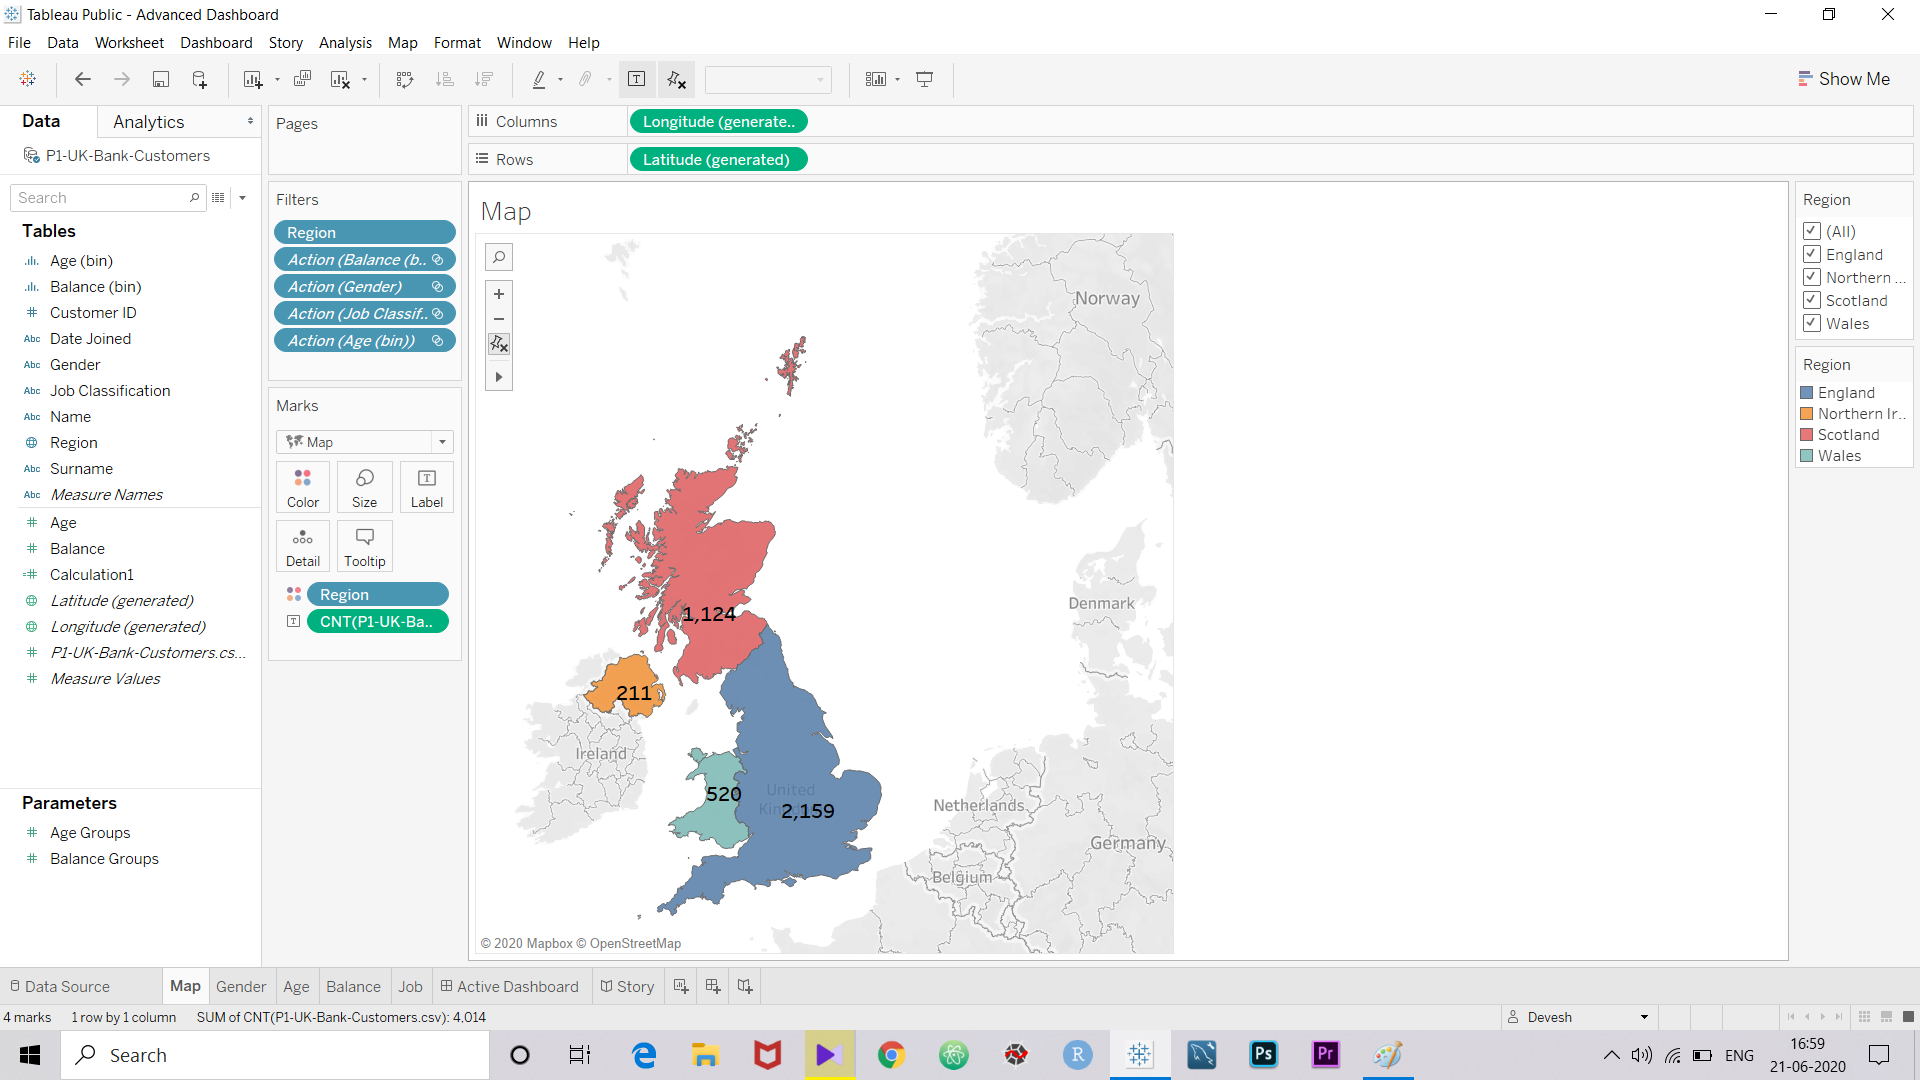 Tableau Public - Advanced Dashboard
File Data Worksheet Dashboard Story Analysis Map Format Window Help
Show Me
Data Analytics
P1-UK-Bank-Customers
Search
Tables
Age (bin)
Balance (bin)
Customer ID
Abc Date Joined
Abc Gender
Abc Job Classification
Abc Name
Region
Abc Surname
Abc Measure Names
Age
Balance
Calculation1
Latitude (generated)
Longitude (generated)
P1-UK-Bank-Customers.cs...
Measure Values
Parameters
Age Groups
Balance Groups
Pages
Filters
Region
Action (Balance (b..
Action (Gender)
Action (Job Classif..
Action (Age (bin))
Marks
Map
Color Size Label
Detail Tooltip
Region
CNT(P1-UK-Ba..
Columns Longitude (generate..
Rows Latitude (generated)
Map
Norway
Denmark
1,124
211
Ireland
520
United
2,159
Netherlands
Germany
Belgium
© 2020 Mapbox © OpenStreetMap
Region
(All)
England
Northern ...
Scotland
Wales
Region
England
Northern Ir..
Scotland
Wales
Data Source Map Gender Age Balance Job Active Dashboard Story
4 marks 1 row by 1 column SUM of CNT(P1-UK-Bank-Customers.csv): 4,014
Devesh
Search
R
Ps
Pr
ENG
16:59
21-06-2020